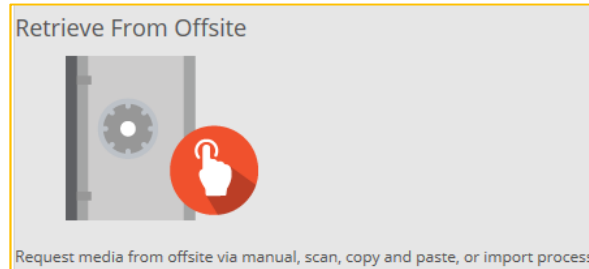 Retrieve From Offsite
Request media from offsite via manual, scan, copy and paste, or import process